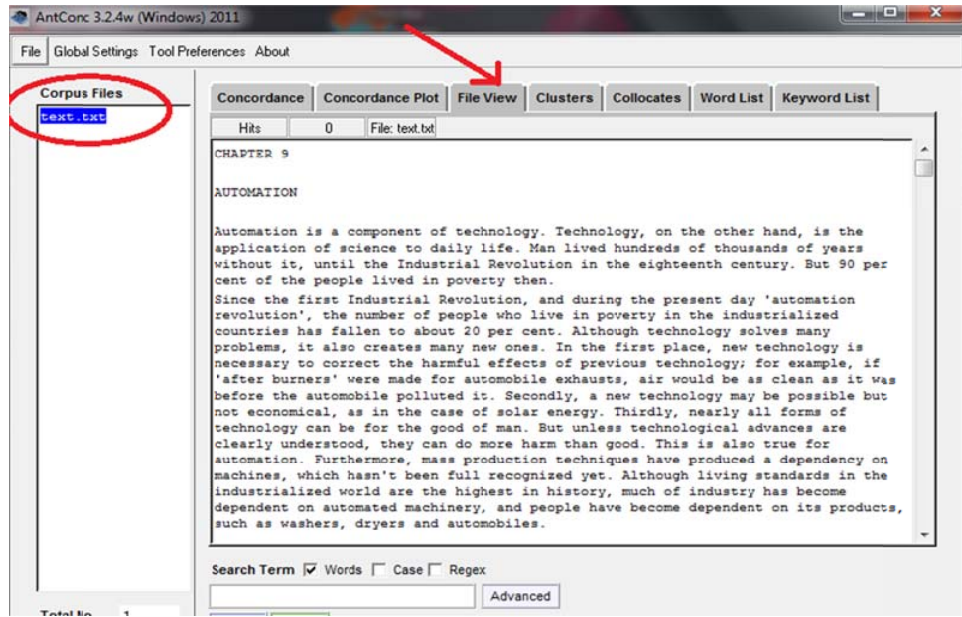 AntConc 3.2.4w (Windows) 2011
File Global Settings Tool Preferences About
Corpus Files
text.txt
Concordance Concordance Plot File View Clusters Collocates Word List Keyword List
Hits 0 File: text.txt
CHAPTER 9
AUTOMATION
Automation is a component of technology. Technology, on the other hand, is the
application of science to daily life. Man lived hundreds of thousands of years
without it, until the Industrial Revolution in the eighteenth century. But 90 per
cent of the people lived in poverty then.
Since the first Industrial Revolution, and during the present day 'automation
revolution', the number of people who live in poverty in the industrialized
countries has fallen to about 20 per cent. Although technology solves many
problems, it also creates many new ones. In the first place, new technology is
necessary to correct the harmful effects of previous technology; for example, if
'after burners' were made for automobile exhausts, air would be as clean as it was
before the automobile polluted it. Secondly, a new technology may be possible but
not economical, as in the case of solar energy. Thirdly, nearly all forms of
technology can be for the good of man. But unless technological advances are
clearly understood, they can do more harm than good. This is also true for
automation. Furthermore, mass production techniques have produced a dependency on
machines, which hasn't been full recognized yet. Although living standards in the
industrialized world are the highest in history, much of industry has become
dependent on automated machinery, and people have become dependent on its products,
such as washers, dryers and automobiles.
Search Term Words Case Regex
Advanced
Total No. 1